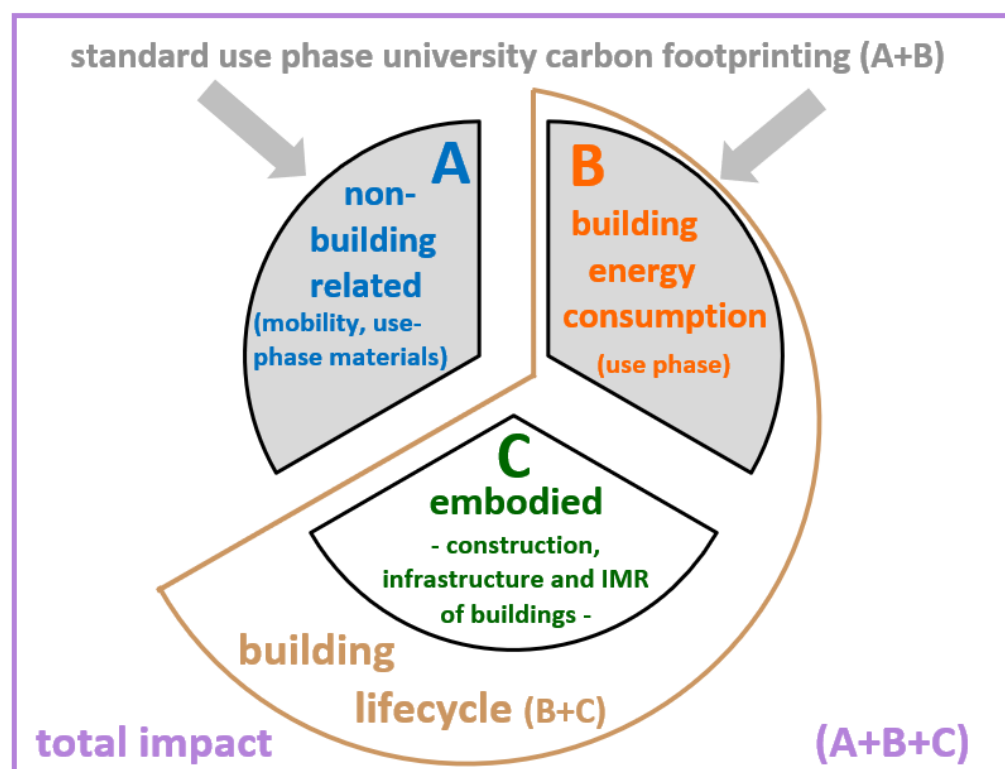 standard use phase university carbon footprinting (A+B)
A
non-
building
related
(mobility, use-
phase materials)
B
building
energy
consumption
(use phase)
C
embodied
- construction,
infrastructure and IMR
of buildings -
building
lifecycle (B+C)
total impact
(A+B+C)